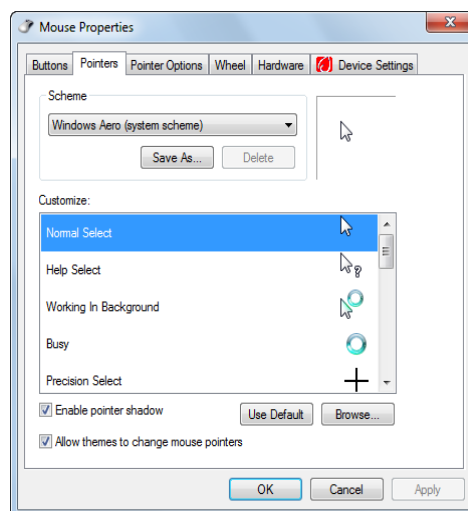 Mouse Properties
Buttons Pointers Pointer Options Wheel Hardware Device Settings
Scheme
Windows Aero (system scheme)
Save As... Delete
Customize:
Normal Select
Help Select
Working In Background
Busy
Precision Select
Enable pointer shadow Use Default Browse...
Allow themes to change mouse pointers
OK Cancel Apply